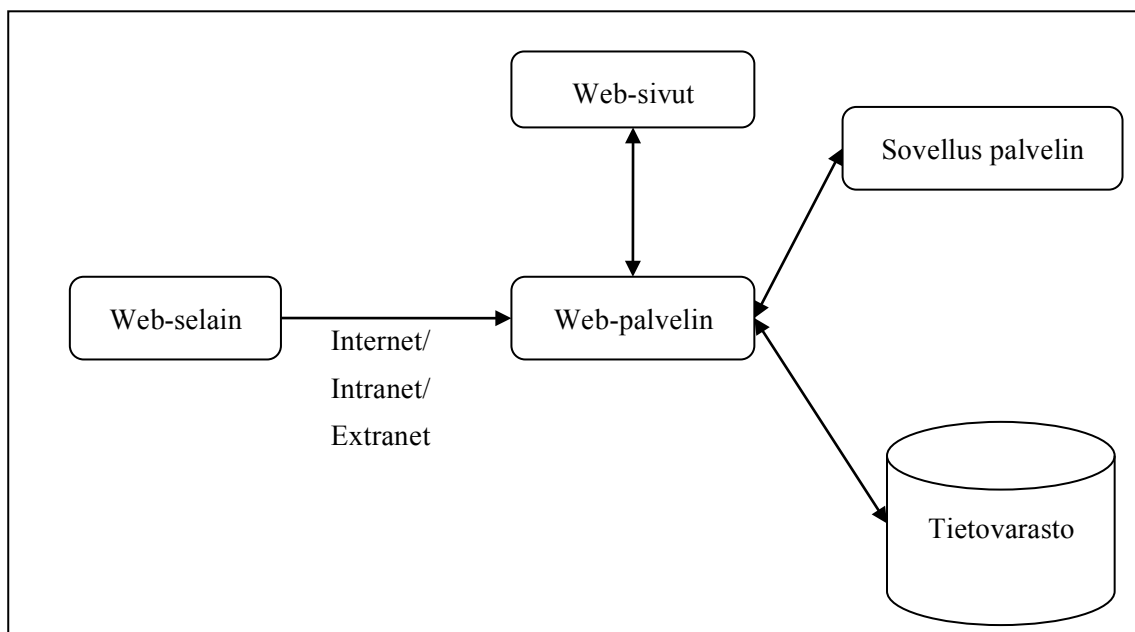 Web-sivut
Sovellus palvelin
Web-selain
Web-palvelin
Internet/
Intranet/
Extranet
Tietovarasto